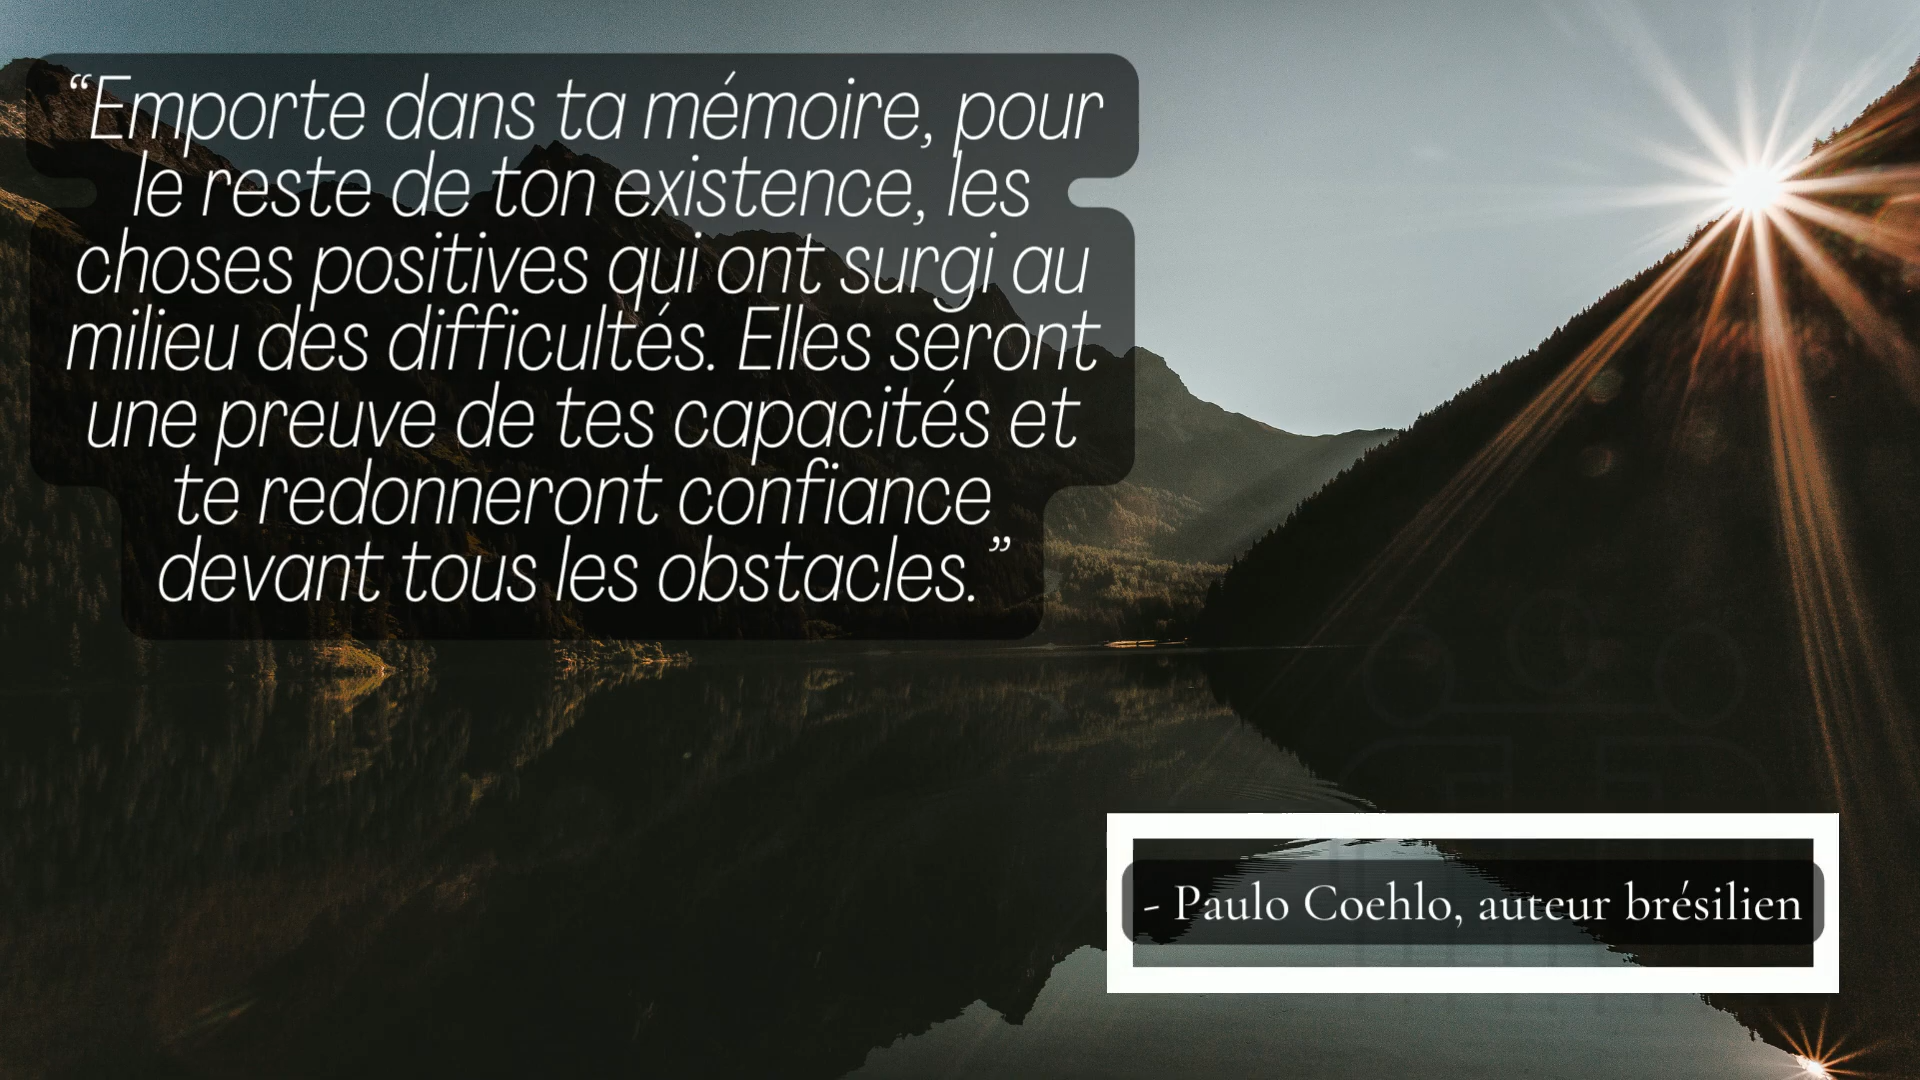 “Emporte dans ta mémoire, pour
le reste de ton existence, les
choses positives qui ont surgi au
milieu des difficultés. Elles seront
une preuve de tes capacités et
te redonneront confiance
devant tous les obstacles.”
- Paulo Coehlo, auteur brésilien